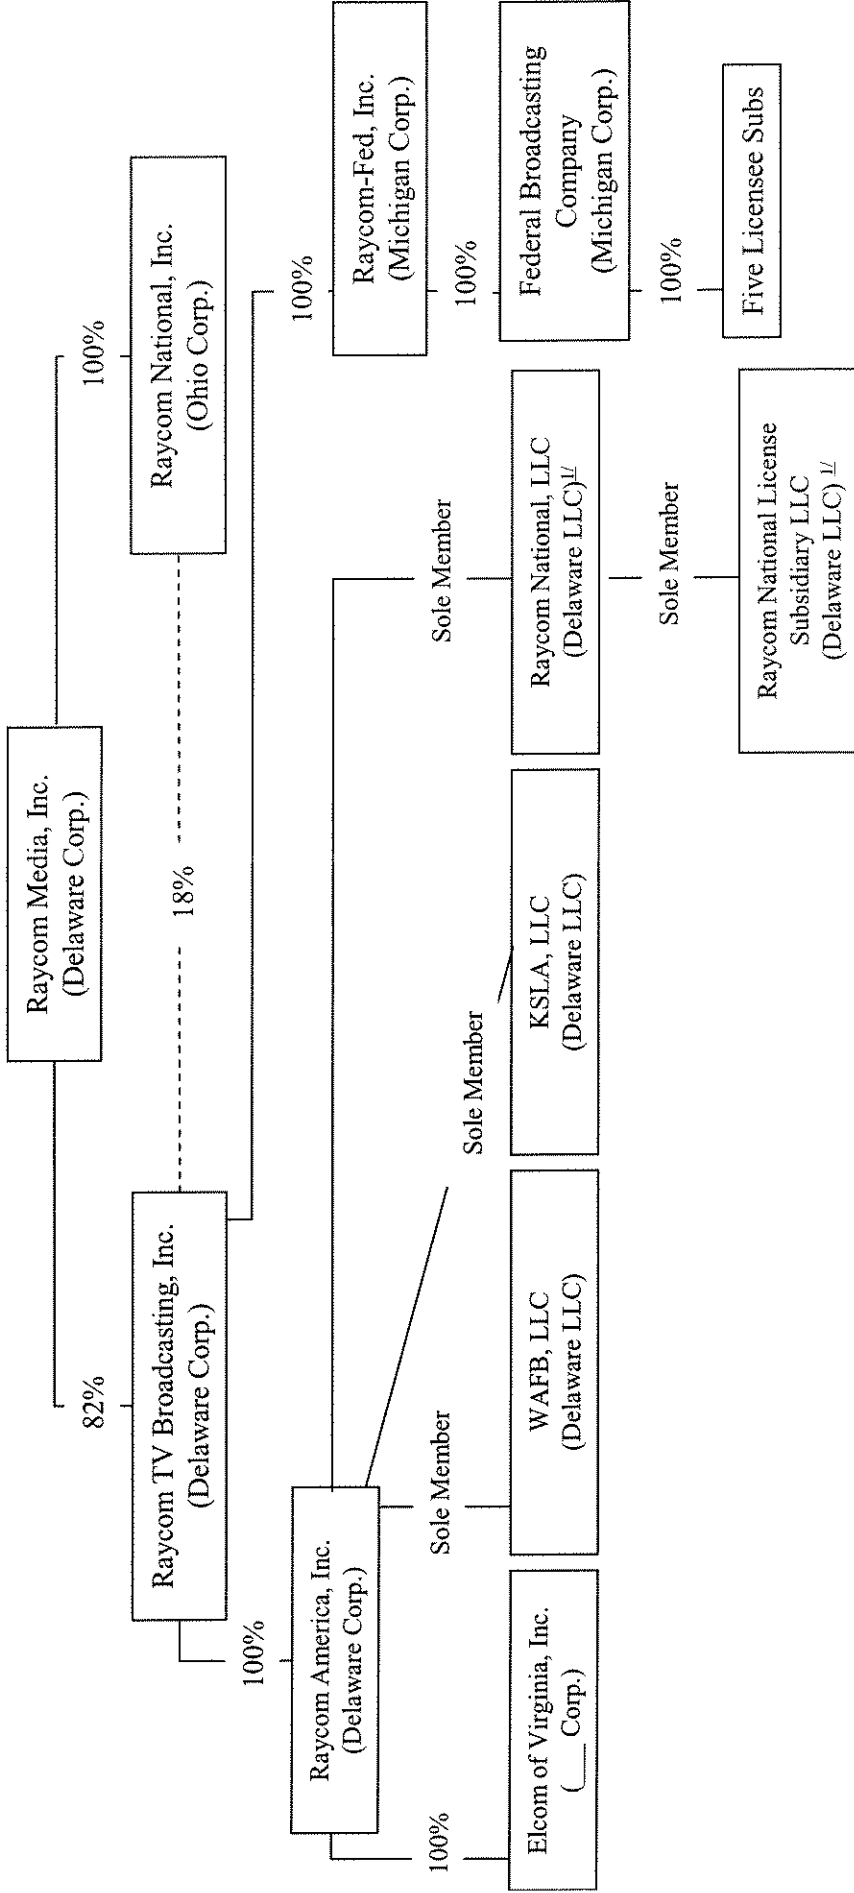 Raycom Media, Inc.
(Delaware Corp.)
82%
100%
Raycom TV Broadcasting, Inc.
(Delaware Corp.)
18%
Raycom National, Inc.
(Ohio Corp.)
100%
100%
Raycom America, Inc.
(Delaware Corp.)
Raycom-Fed, Inc.
(Michigan Corp.)
100%
Sole Member
Sole Member
Sole Member
100%
Elcom of Virginia, Inc.
(___ Corp.)
WAFB, LLC
(Delaware LLC)
KSLA, LLC
(Delaware LLC)
Raycom National, LLC
(Delaware LLC) 1/
Federal Broadcasting
Company
(Michigan Corp.)
Sole Member
100%
Raycom National License
Subsidiary LLC
(Delaware LLC) 1/
Five Licensee Subs